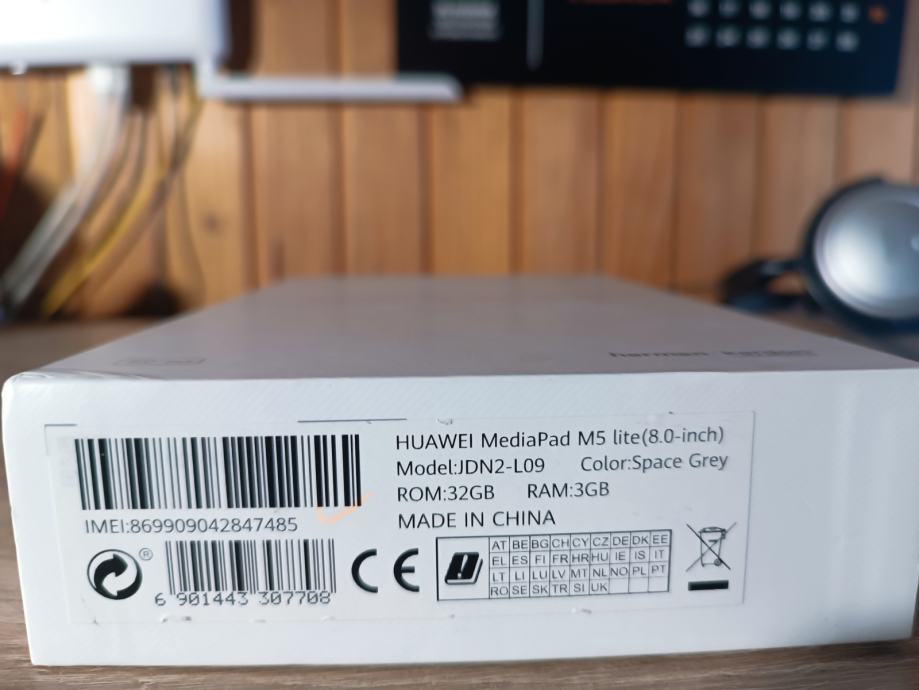 harman / kardon
HUAWEI MediaPad M5 lite(8.0-inch)
Model:JDN2-L09 Color:Space Grey
ROM:32GB RAM:3GB
MADE IN CHINA
IMEI:869909042847485
®
6 901443 307708
CE
AT BE BG CH CY CZ DE DK EE
EL ES FI FR HR HU IE IS IT
LT LI LU LV MT NL NO PL PT
RO SE SK TR SI UK